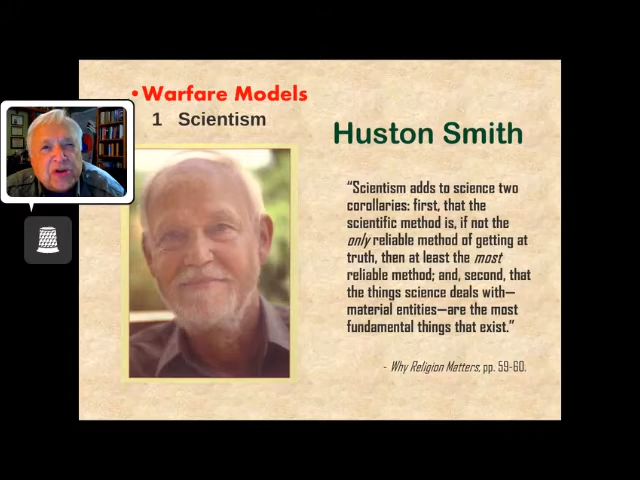 •Warfare Models
1 Scientism
Huston Smith
“Scientism adds to science two
corollaries: first, that the
scientific method is, if not the
only reliable method of getting at
truth, then at least the most
reliable method; and, second, that
the things science deals with—
material entities—are the most
fundamental things that exist.”
- Why Religion Matters, pp. 59-60.